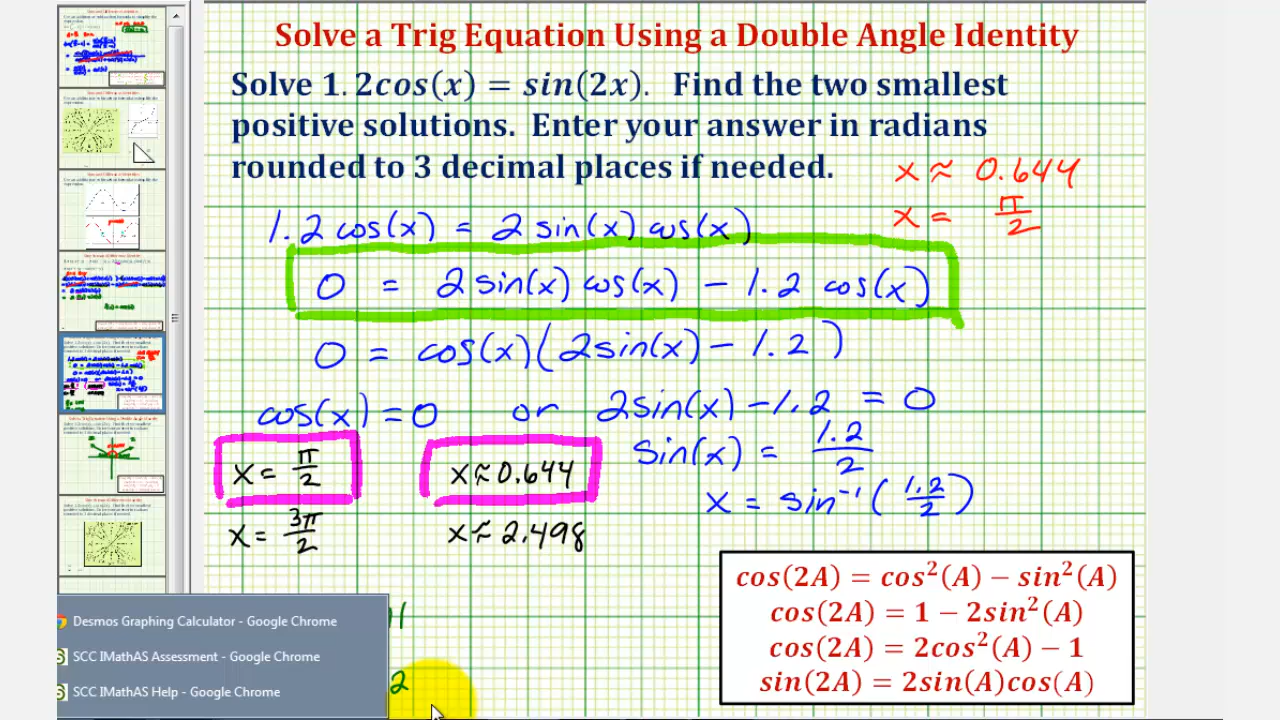 Solve a Trig Equation Using a Double Angle Identity
Solve 1.2cos(x) = sin(2x). Find the two smallest
positive solutions. Enter your answer in radians
rounded to 3 decimal places if needed.
x ≈ 0.644
x = π/2
1.2 cos(x) = 2 sin(x) cos(x)
0 = 2 sin(x) cos(x) - 1.2 cos(x)
0 = cos(x)(2sin(x) - 1.2)
cos(x) = 0 or 2sin(x) - 1.2 = 0
sin(x) = 1.2/2
x = π/2 x ≈ 0.644
x = sin⁻¹(1.2/2)
x = 3π/2 x ≈ 2.498
cos(2A) = cos²(A) − sin²(A)
cos(2A) = 1 − 2sin²(A)
cos(2A) = 2cos²(A) − 1
sin(2A) = 2sin(A)cos(A)
Desmos Graphing Calculator - Google Chrome
SCC IMathAS Assessment - Google Chrome
SCC IMathAS Help - Google Chrome
2